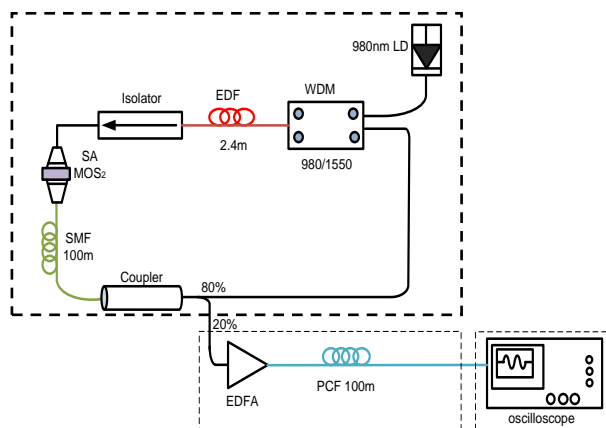 980nm LD
EDF
WDM
Isolator
2.4m
980/1550
SA
MOS₂
SMF
100m
Coupler
80%
20%
EDFA
PCF 100m
oscilloscope